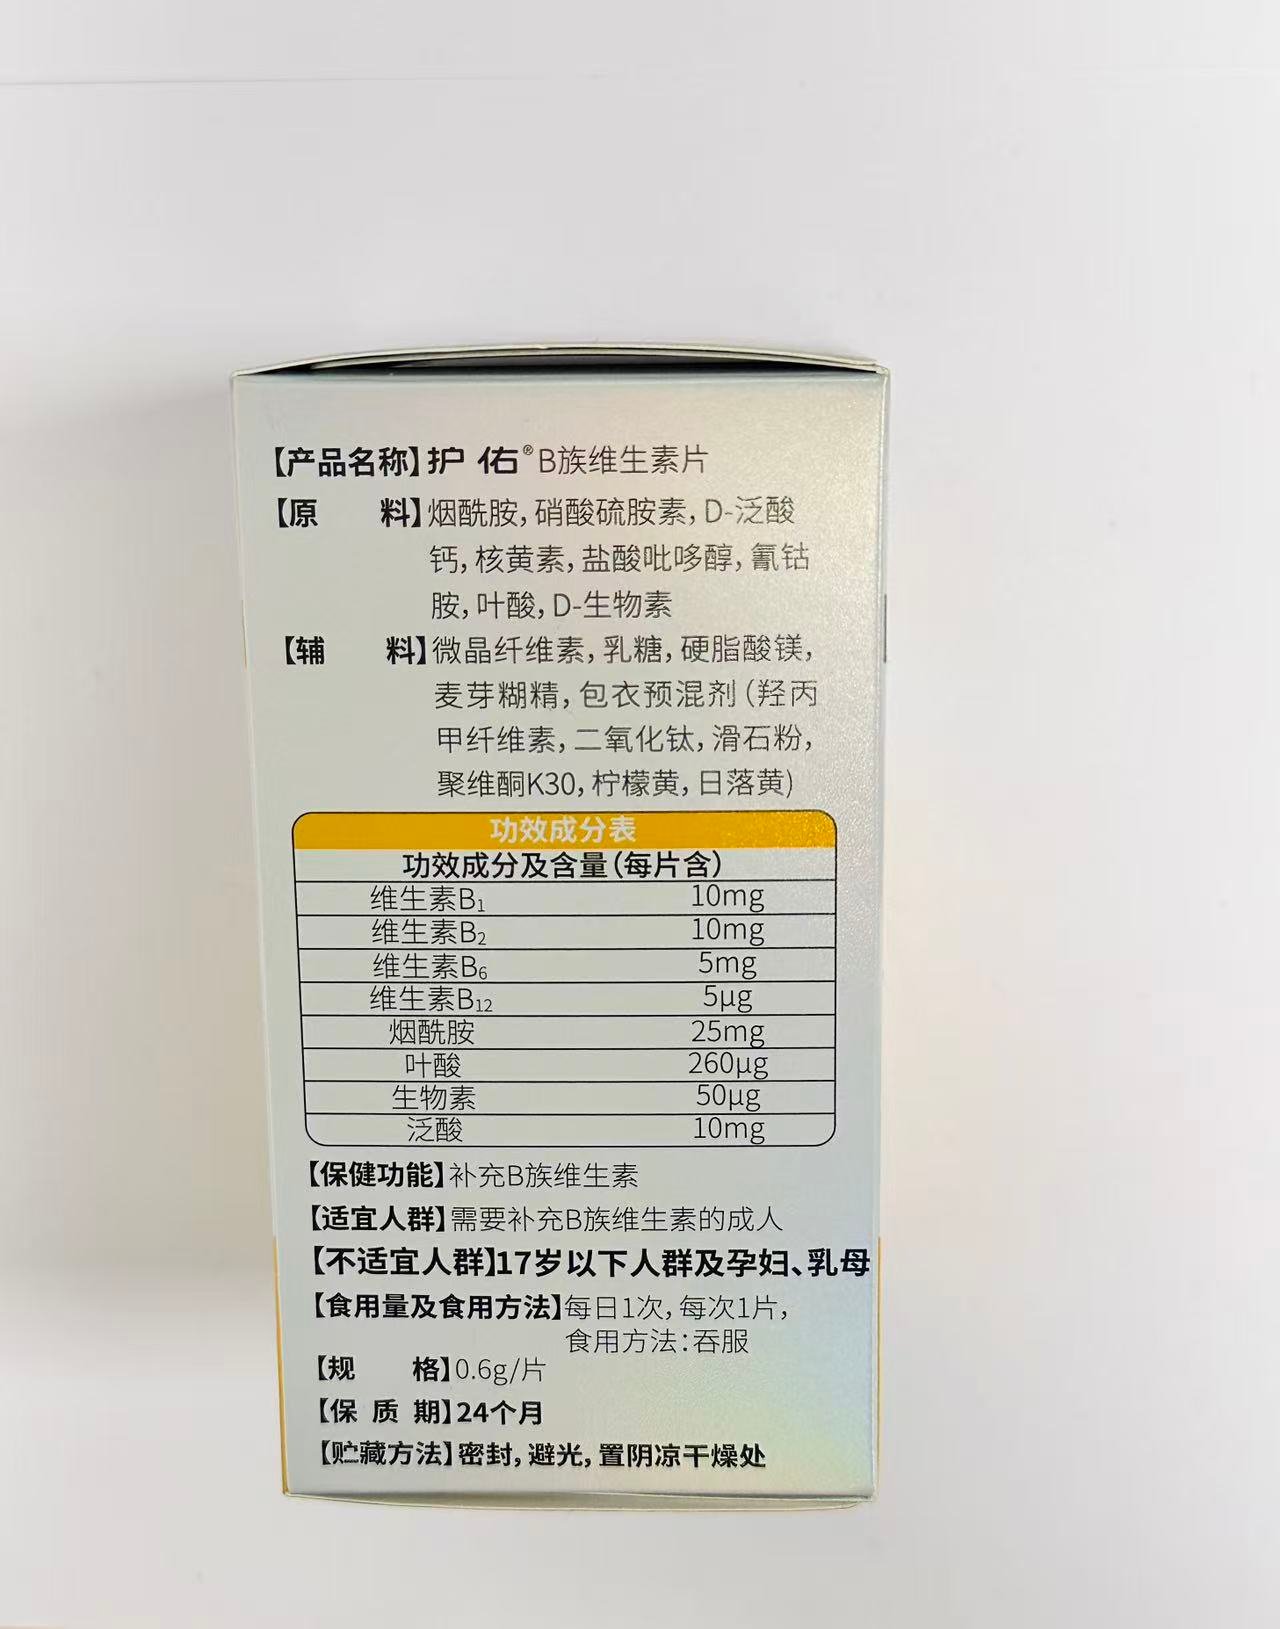 【产品名称】护佑®B族维生素片
【原 料】烟酰胺,硝酸硫胺素,D-泛酸
钙,核黄素,盐酸吡哆醇,氰钴
胺,叶酸,D-生物素
【辅 料】微晶纤维素,乳糖,硬脂酸镁,
麦芽糊精,包衣预混剂(羟丙
甲纤维素,二氧化钛,滑石粉,
聚维酮K30,柠檬黄,日落黄)
功效成分表
功效成分及含量(每片含)
维生素B₁ 10mg
维生素B₂ 10mg
维生素B₆ 5mg
维生素B₁₂ 5μg
烟酰胺 25mg
叶酸 260μg
生物素 50μg
泛酸 10mg
【保健功能】补充B族维生素
【适宜人群】需要补充B族维生素的成人
【不适宜人群】17岁以下人群及孕妇、乳母
【食用量及食用方法】每日1次,每次1片,
食用方法:吞服
【规 格】0.6g/片
【保 质 期】24个月
【贮藏方法】密封,避光,置阴凉干燥处